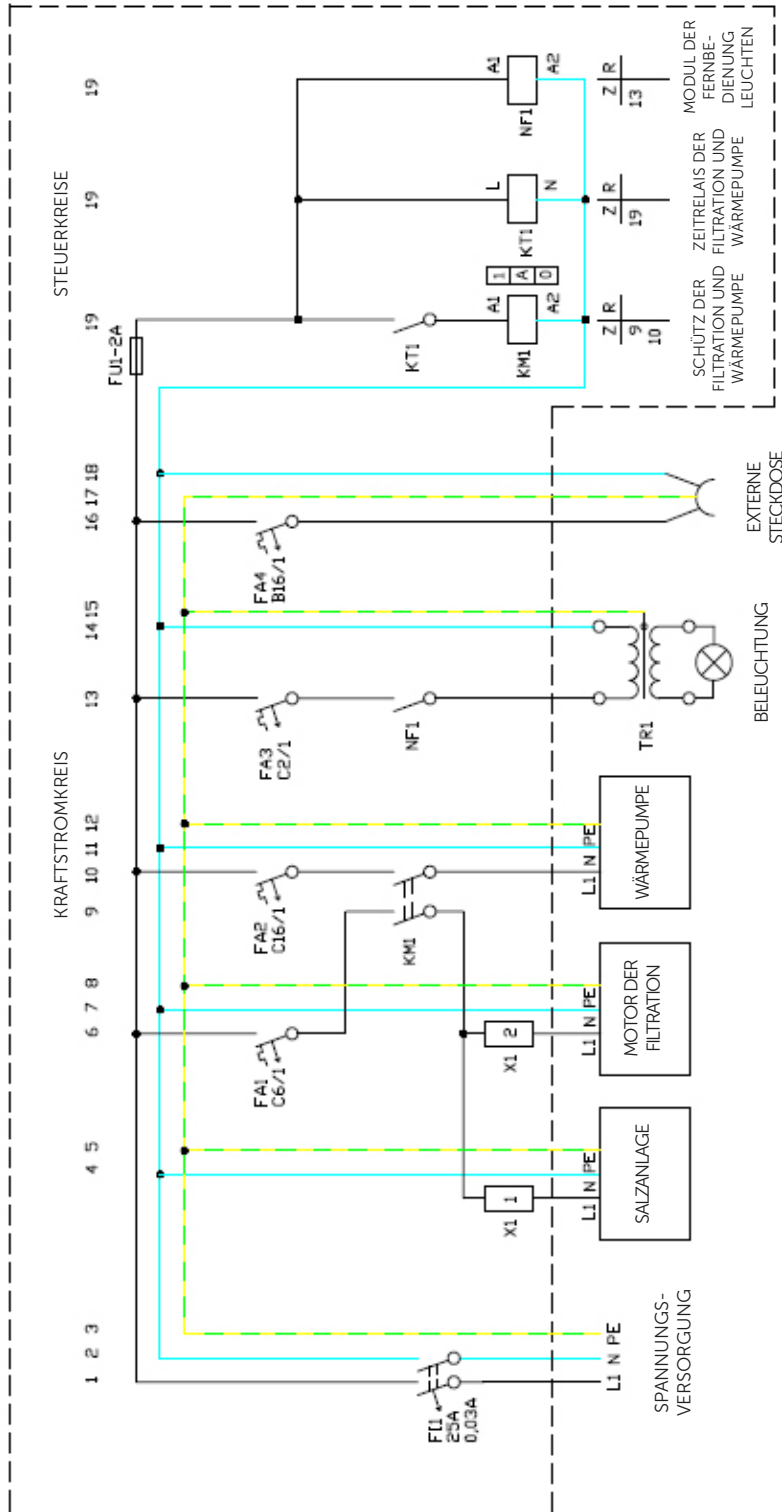 KRAFTSTROMKREIS
STEUERKREISE
1 2 3
4 5
6
7
8
9
10
11
12
13
14 15
16 17 18
19
19
19
FU1-2A
FI1
25A
0,03A
FA1
C6/1
FA2
C16/1
FA3
C2/1
FA4
B16/1
KM1
NF1
KT1
KM1
A1
A2
1
A
0
KT1
L
N
NF1
A1
A2
X1
1
X1
2
TR1
L1 N PE
L1 N PE
L1 N PE
L1 N PE
Z R
9
10
Z R
19
Z R
13
SPANNUNGS-
VERSORGUNG
SALZANLAGE
MOTOR DER
FILTRATION
WÄRMEPUMPE
BELEUCHTUNG
EXTERNE
STECKDOSE
SCHÜTZ DER
FILTRATION UND
WÄRMEPUMPE
ZEITRELAIS DER
FILTRATION UND
WÄRMEPUMPE
MODUL DER
FERNBE-
DIENUNG
LEUCHTEN